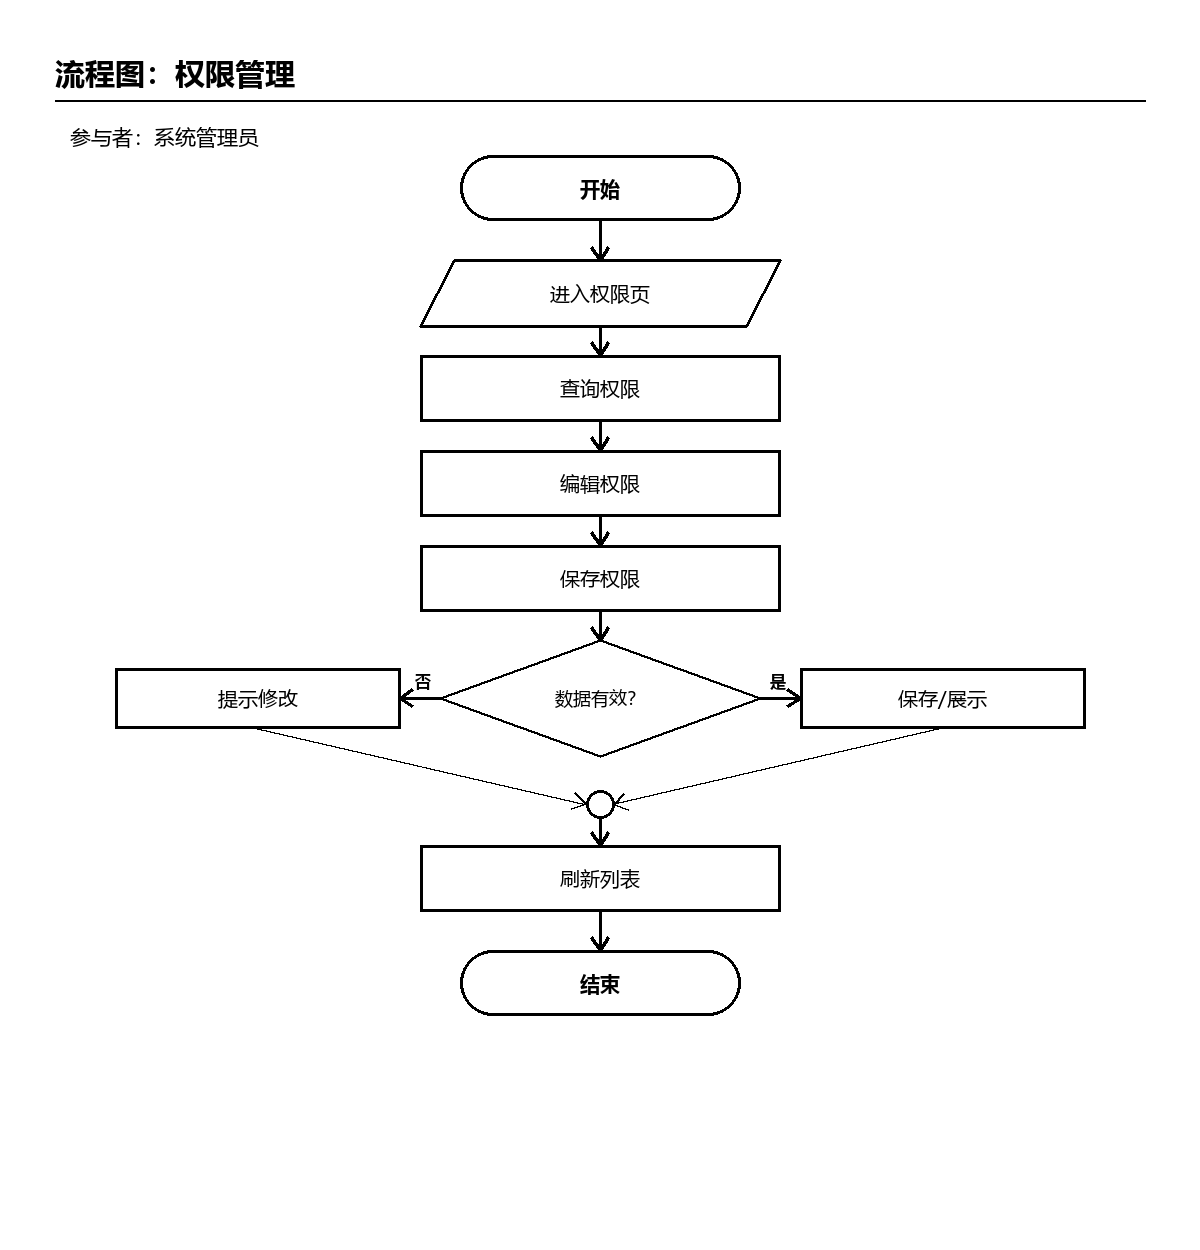 流程图：权限管理
参与者：系统管理员
开始
进入权限页
查询权限
编辑权限
保存权限
否
是
提示修改
数据有效?
保存/展示
刷新列表
结束